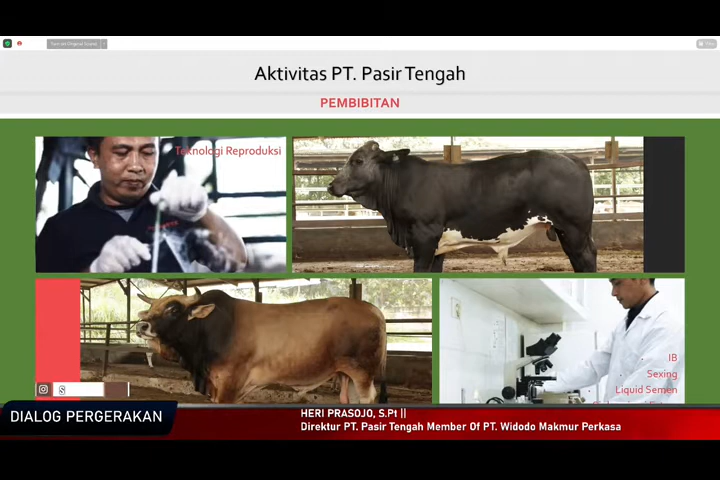 Aktivitas PT. Pasir Tengah
PEMBIBITAN
Teknologi Reproduksi
IB
Sexing
Liquid Semen
S
DIALOG PERGERAKAN
HERI PRASOJO, S.Pt ||
Direktur PT. Pasir Tengah Member Of PT. Widodo Makmur Perkasa